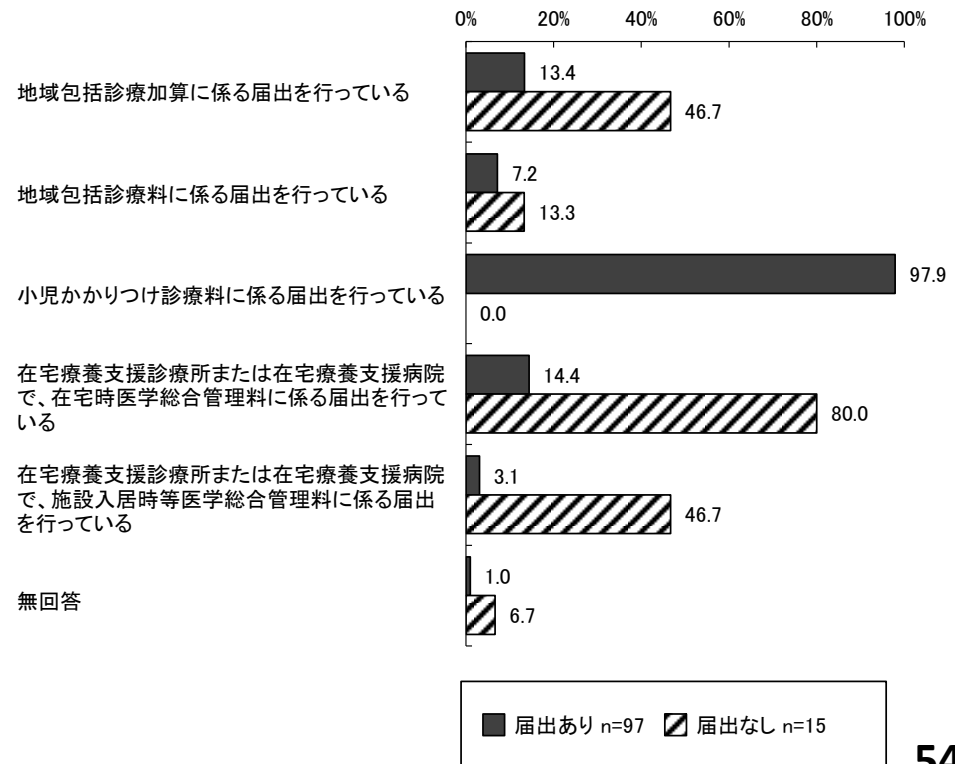 0% 20% 40% 60% 80% 100%
地域包括診療加算に係る届出を行っている
13.4
46.7
地域包括診療料に係る届出を行っている
7.2
13.3
小児かかりつけ診療料に係る届出を行っている
97.9
0.0
在宅療養支援診療所または在宅療養支援病院
で、在宅時医学総合管理料に係る届出を行って
いる
14.4
80.0
在宅療養支援診療所または在宅療養支援病院
で、施設入居時等医学総合管理料に係る届出
を行っている
3.1
46.7
無回答
1.0
6.7
届出あり n=97 届出なし n=15
54